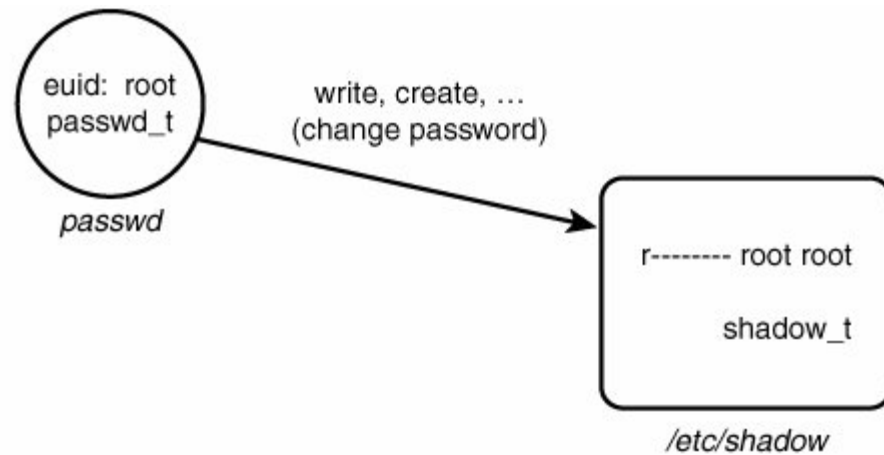 euid: root
passwd_t
passwd
write, create, ...
(change password)
r-------- root root
shadow_t
/etc/shadow